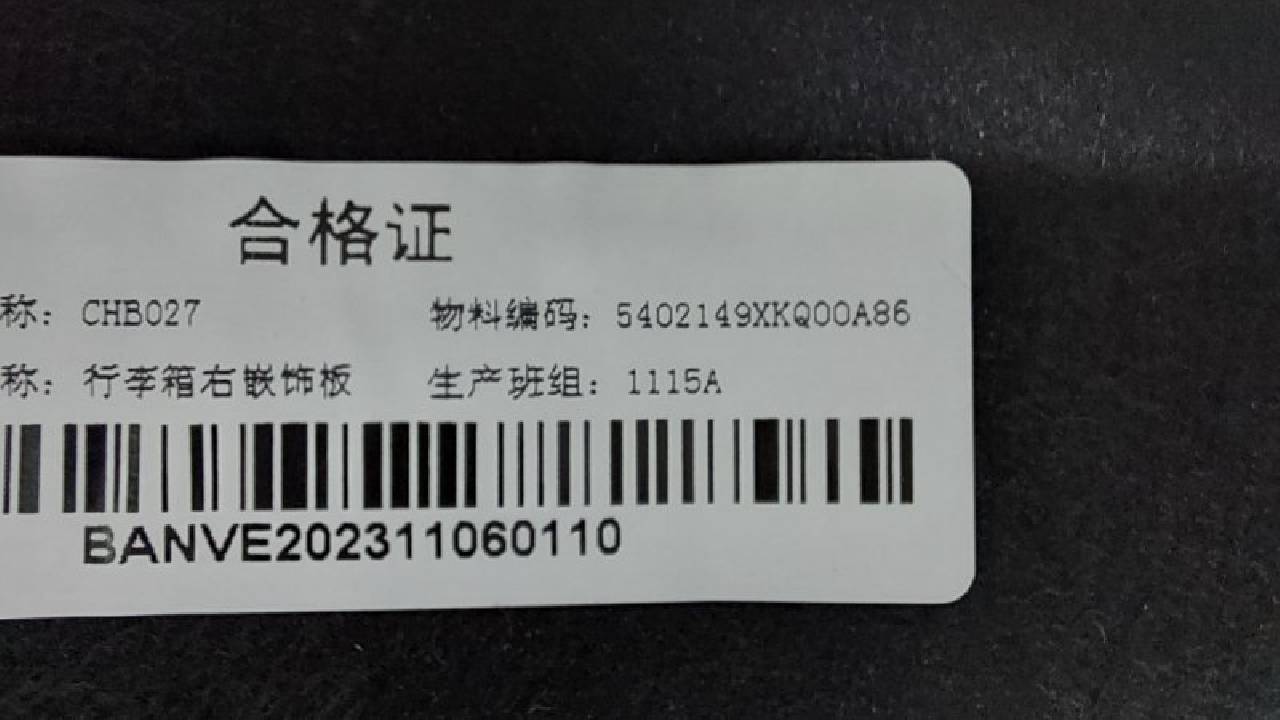 合格证
称: CHB027 物料编码: 5402149XKQ00A86
称: 行李箱右嵌饰板 生产班组: 1115A
BANVE202311060110